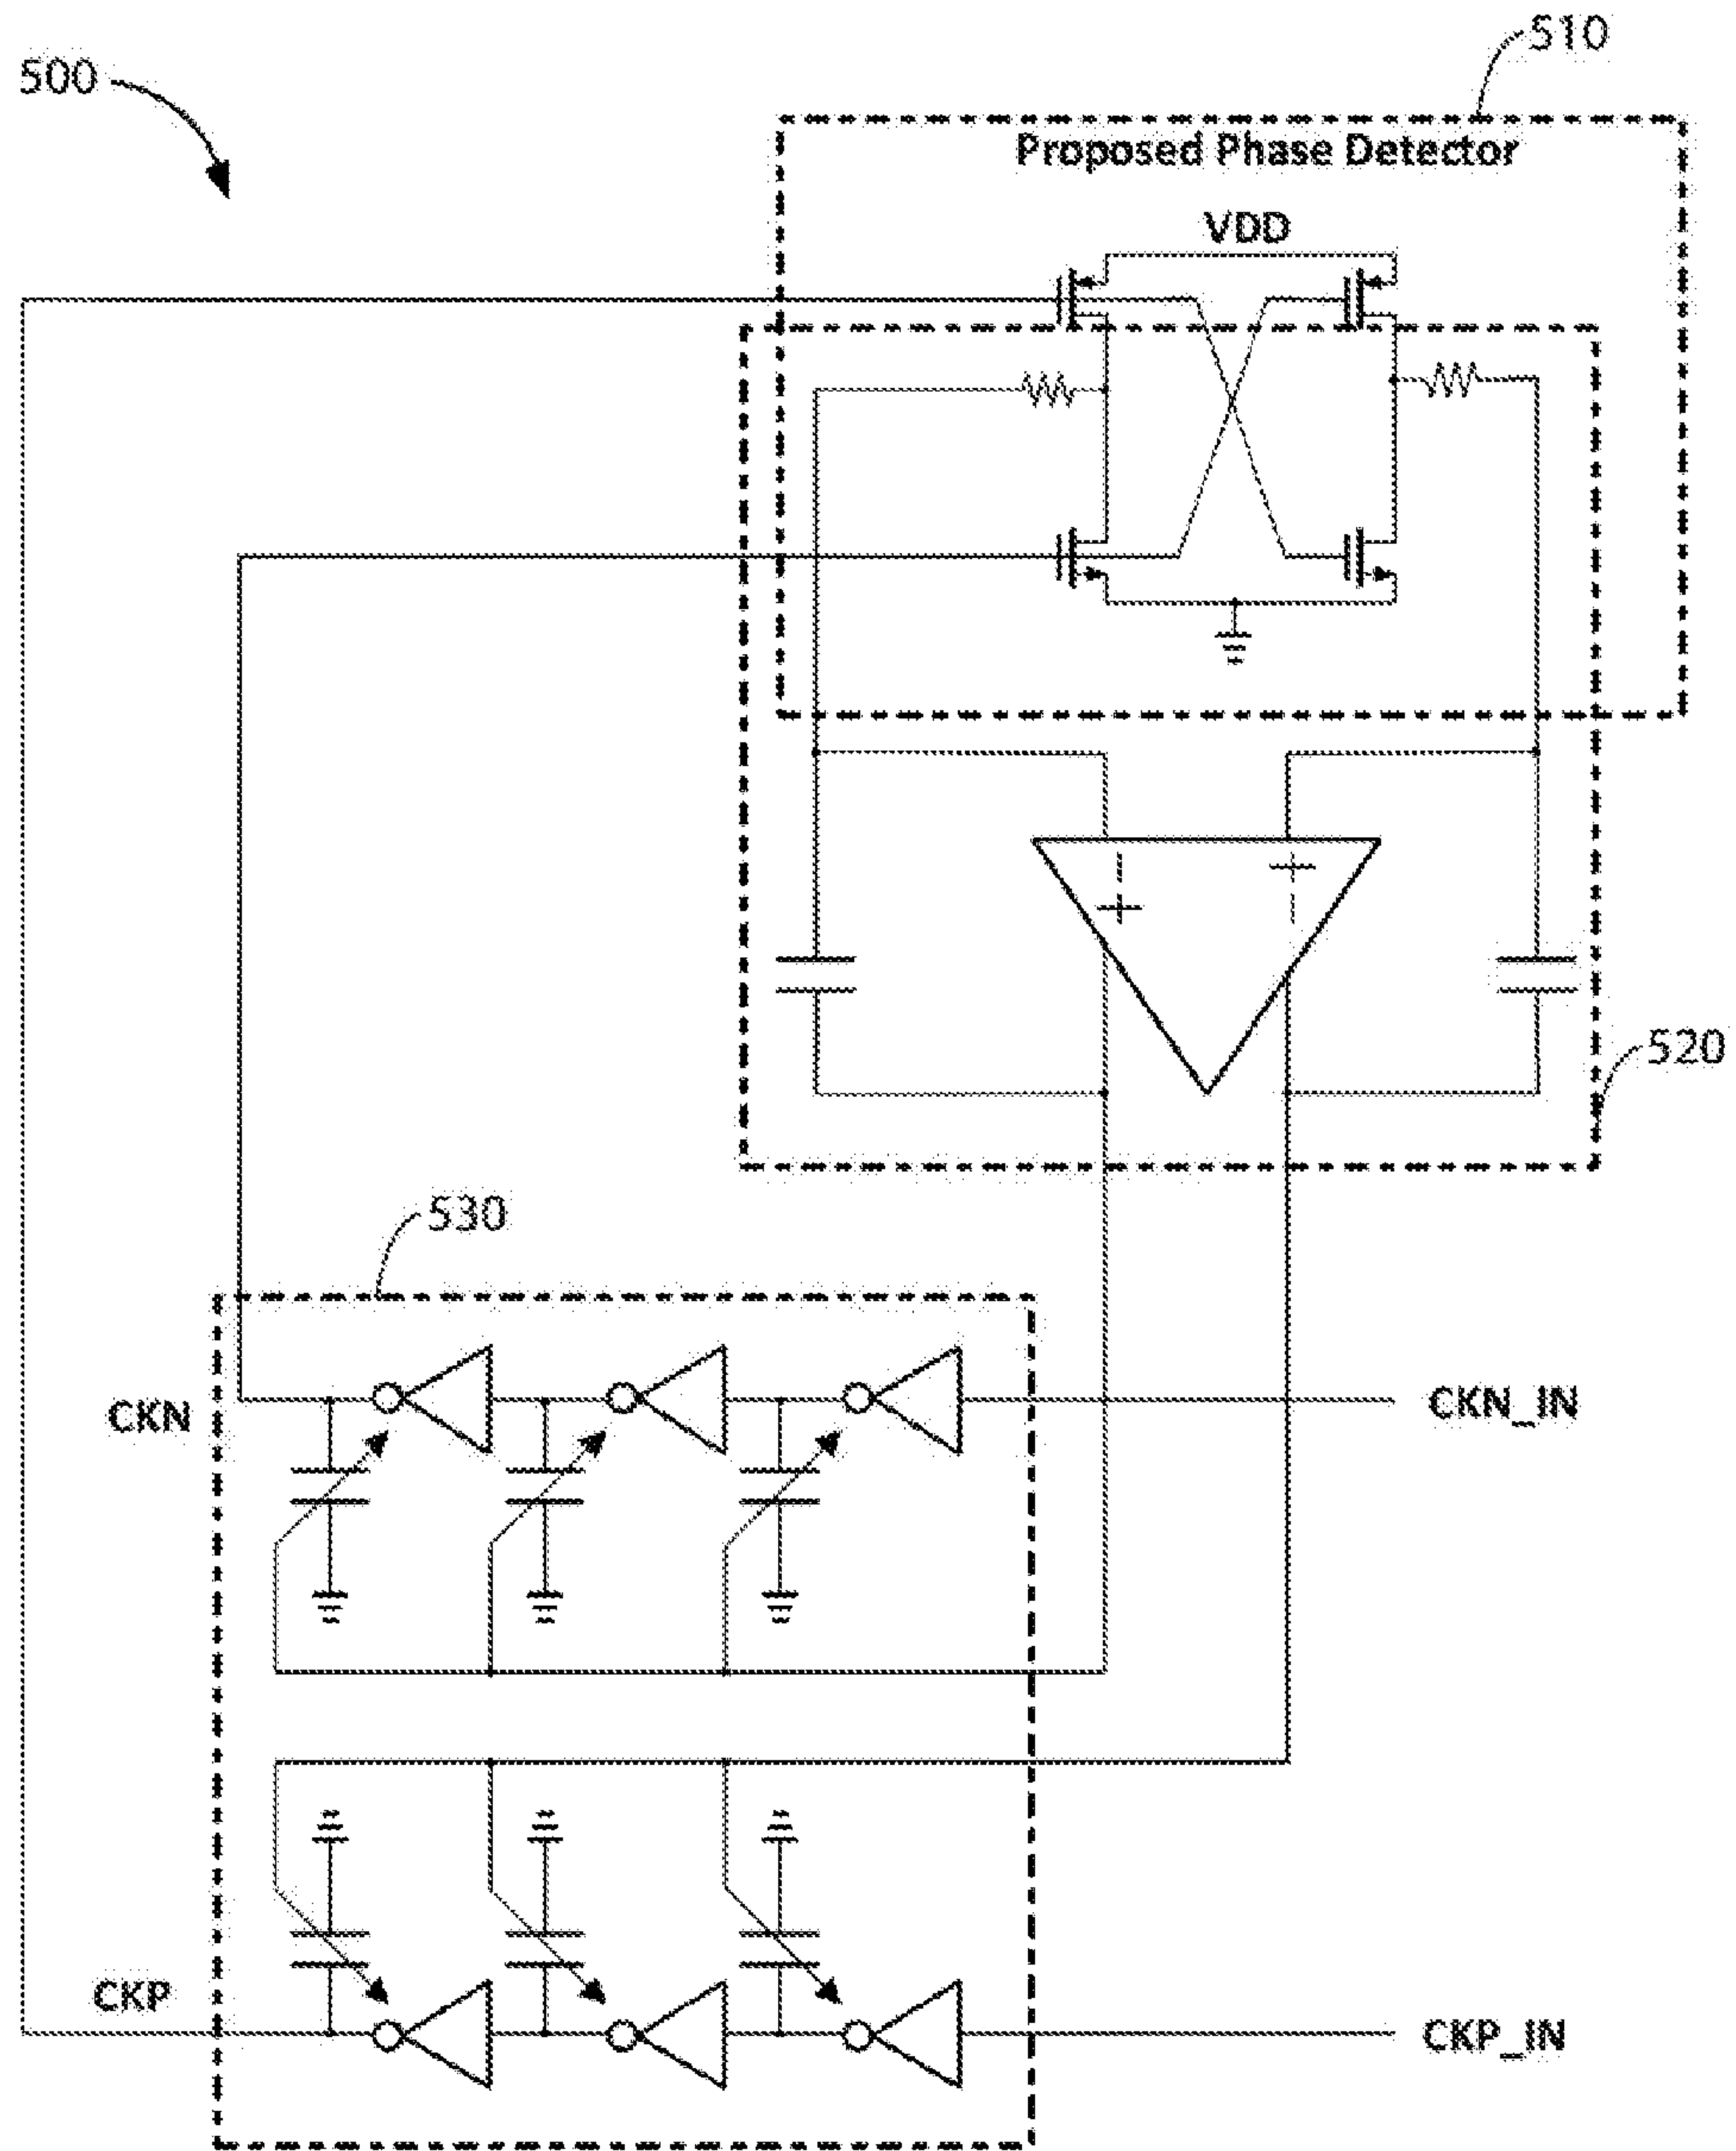 510
500
Proposed Phase Detector
VDD
520
530
CKN
CKN_IN
CKP
CKP_IN